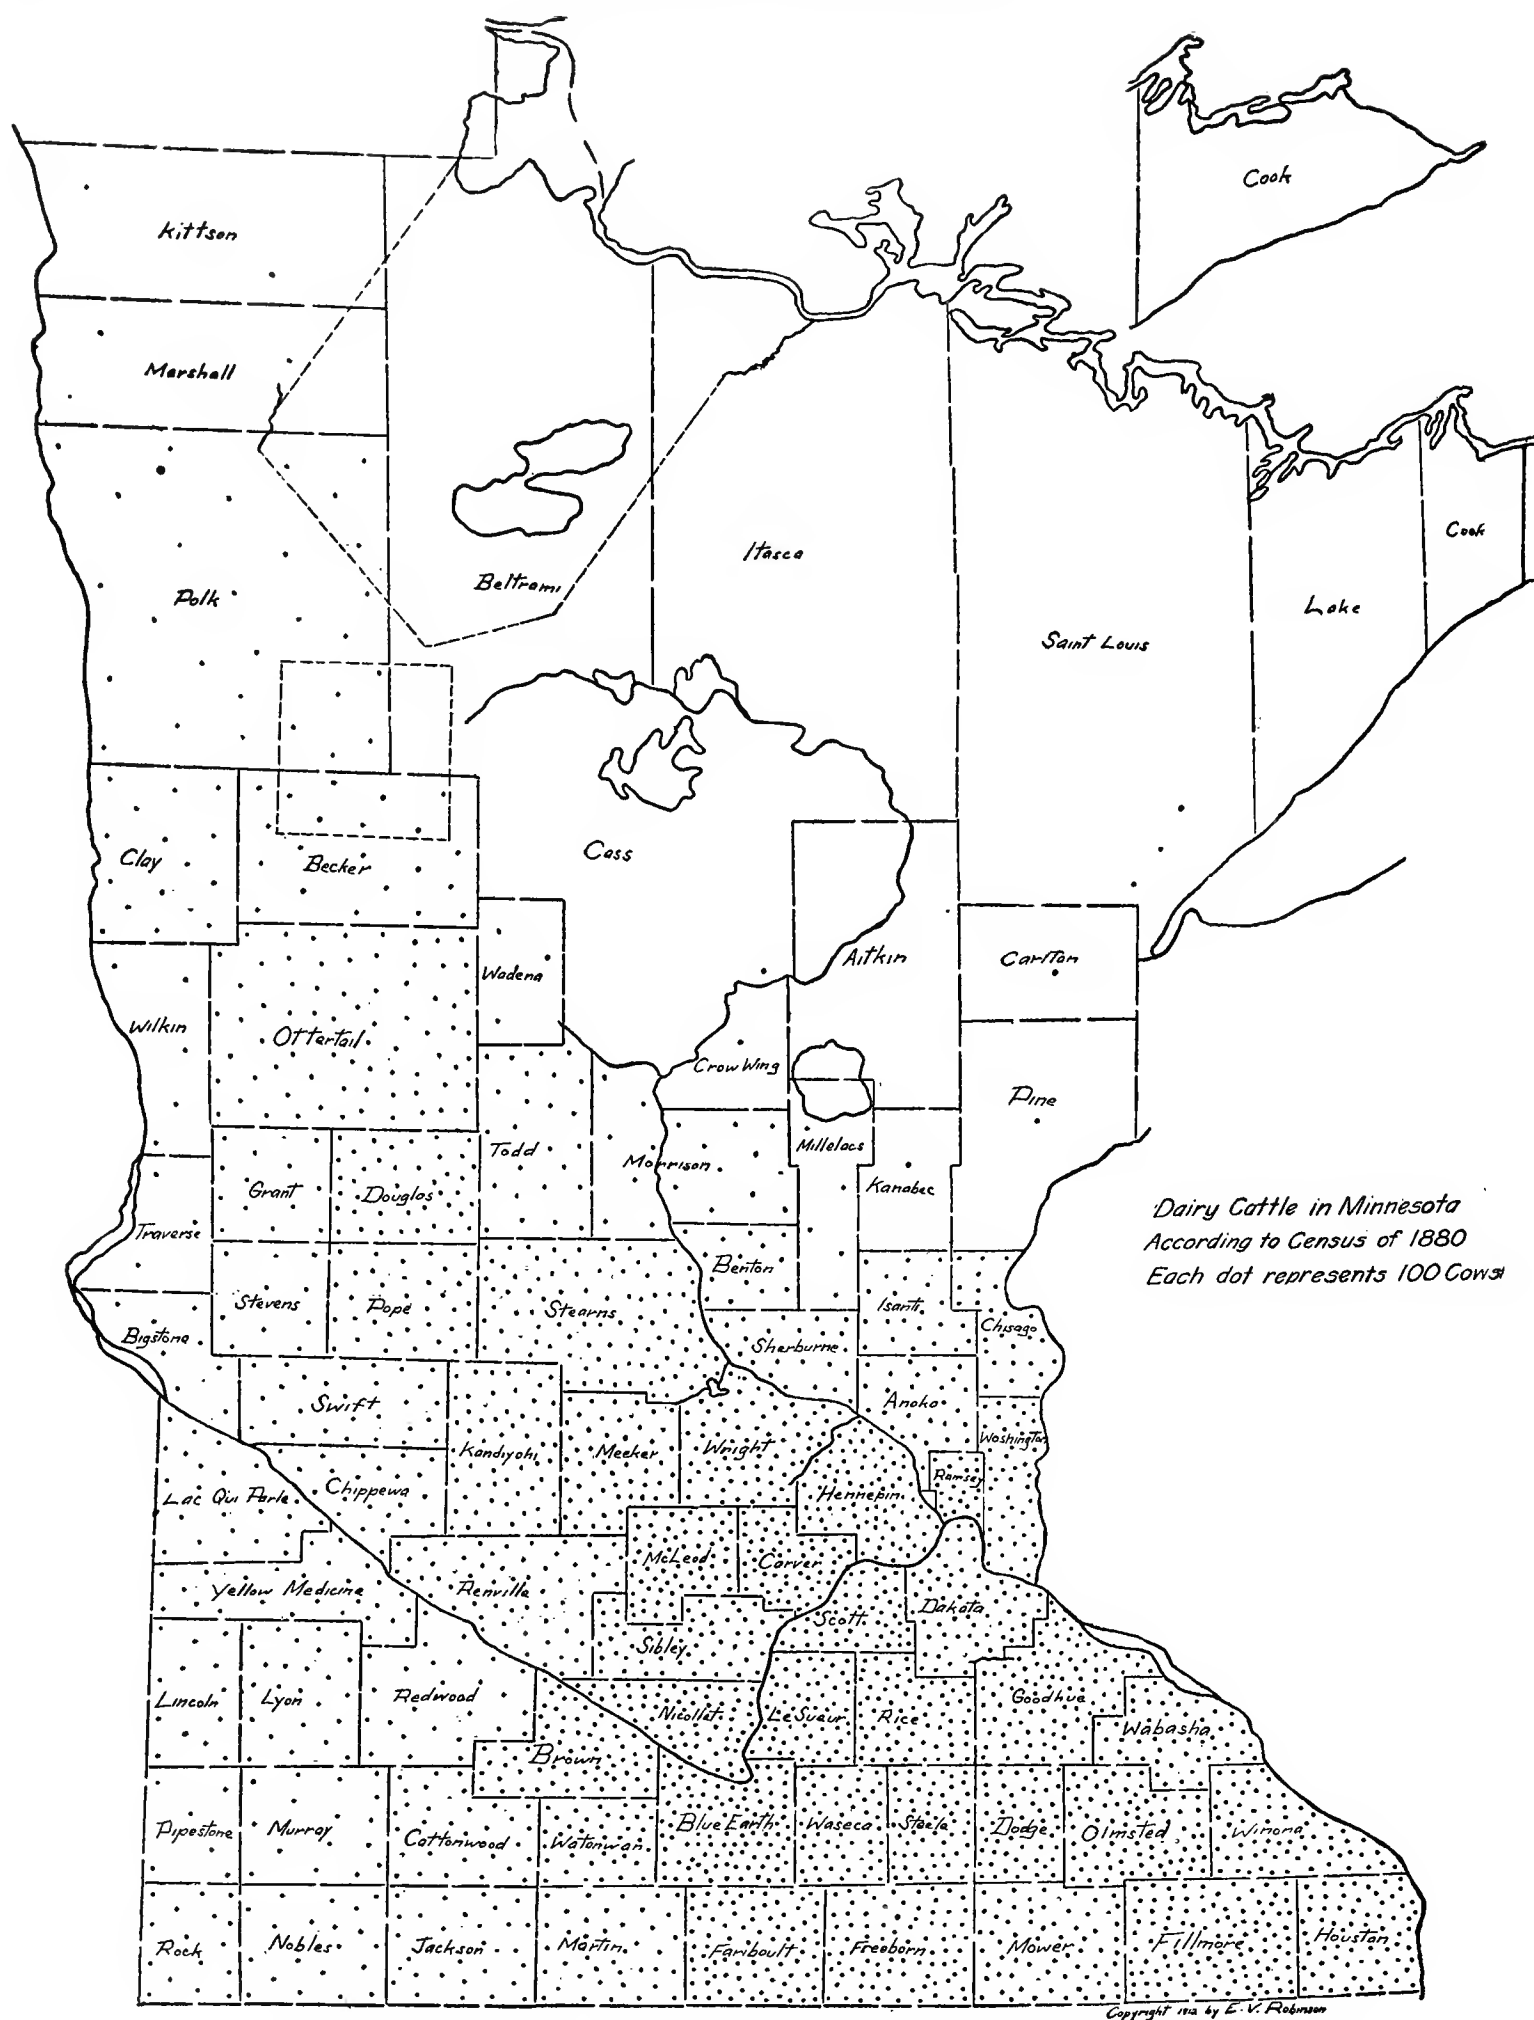 Cook
Kittson
Marshall
Itasca
Cook
Beltrami
Polk
Lake
Saint Louis
Clay
Becker
Cass
Aitkin
Carlton
Wadena
Wilkin
Ottertail
Crow Wing
Pine
Todd
Morrison
Millelacs
Kanabec
Grant
Douglas
Traverse
Dairy Cattle in Minnesota
According to Census of 1880
Each dot represents 100 Cows
Benton
Stevens
Pope
Stearns
Isanti
Chisago
Bigstone
Sherburne
Swift
Anoka
Kandiyohi
Meeker
Wright
Washington
Ramsey
Lac Qui Parle
Chippewa
Hennepin
McLeod
Carver
Yellow Medicine
Renville
Scott
Dakota
Sibley
Lincoln
Lyon
Redwood
Nicollet
LeSueur
Rice
Goodhue
Wabasha
Brown
Pipestone
Murray
Cottonwood
Watonwan
Blue Earth
Waseca
Steele
Dodge
Olmsted
Winona
Rock
Nobles
Jackson
Martin
Faribault
Freeborn
Mower
Fillmore
Houstan
Copyright 1912 by E. V. Robinson